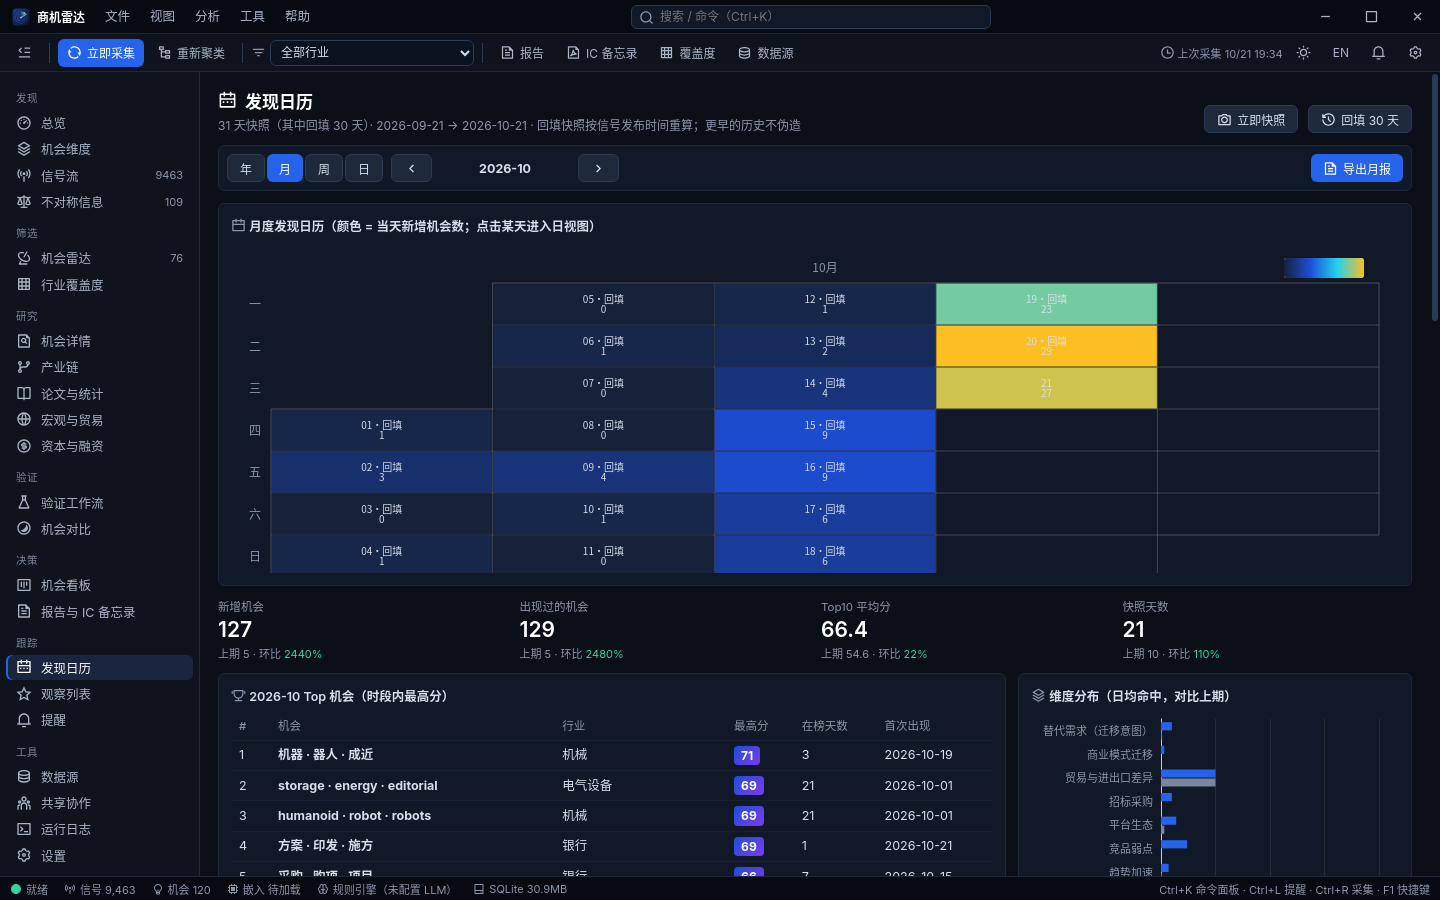 商机雷达 文件 视图 分析 工具 帮助 搜索 / 命令（Ctrl+K）
立即采集 重新聚类 全部行业 报告 IC 备忘录 覆盖度 数据源 上次采集 10/21 19:34 EN
发现
总览
机会维度
信号流 9463
不对称信息 109
筛选
机会雷达 76
行业覆盖度
研究
机会详情
产业链
论文与统计
宏观与贸易
资本与融资
验证
验证工作流
机会对比
决策
机会看板
报告与 IC 备忘录
跟踪
发现日历
观察列表
提醒
工具
数据源
共享协作
运行日志
设置
发现日历
31 天快照（其中回填 30 天）· 2026-09-21 → 2026-10-21 · 回填快照按信号发布时间重算；更早的历史不伪造
立即快照 回填 30 天
年 月 周 日 2026-10 导出月报
月度发现日历（颜色 = 当天新增机会数；点击某天进入日视图）
10月
一 05 · 回填 12 · 回填 19 · 回填
0 1 23
二 06 · 回填 13 · 回填 20 · 回填
1 2 29
三 07 · 回填 14 · 回填 21
0 4 27
四 01 · 回填 08 · 回填 15 · 回填
1 0 9
五 02 · 回填 09 · 回填 16 · 回填
3 4 9
六 03 · 回填 10 · 回填 17 · 回填
0 1 6
日 04 · 回填 11 · 回填 18 · 回填
1 0 6
新增机会 出现过的机会 Top10 平均分 快照天数
127 129 66.4 21
上期 5 · 环比 2440% 上期 5 · 环比 2480% 上期 54.6 · 环比 22% 上期 10 · 环比 110%
2026-10 Top 机会（时段内最高分）
# 机会 行业 最高分 在榜天数 首次出现
1 机器 · 器人 · 成近 机械 71 3 2026-10-19
2 storage · energy · editorial 电气设备 69 21 2026-10-01
3 humanoid · robot · robots 机械 69 21 2026-10-01
4 方案 · 印发 · 施方 银行 69 1 2026-10-21
5 采购 · 购项 · 项目 银行 66 7 2026-10-15
维度分布（日均命中，对比上期）
替代需求（迁移意图）
商业模式迁移
贸易与进出口差异
招标采购
平台生态
竞品弱点
趋势加速
就绪 信号 9,463 机会 120 嵌入 待加载 规则引擎（未配置 LLM） SQLite 30.9MB Ctrl+K 命令面板 · Ctrl+L 提醒 · Ctrl+R 采集 · F1 快捷键